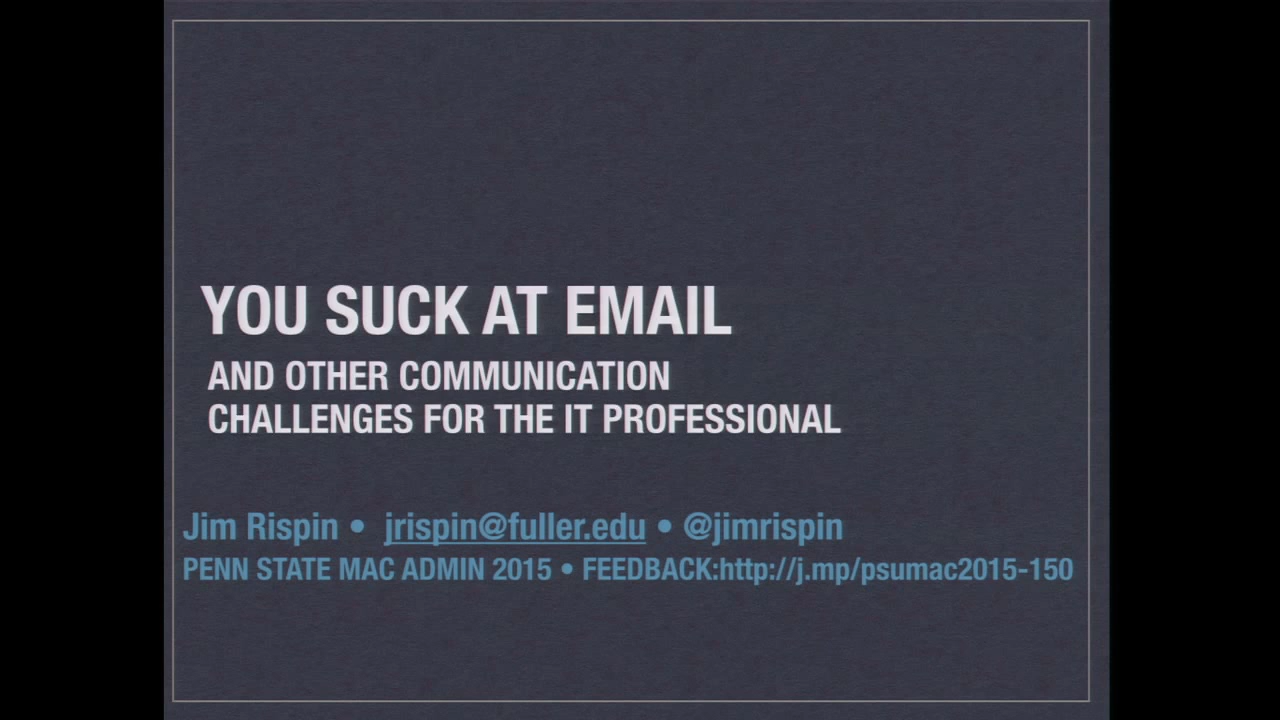 YOU SUCK AT EMAIL
AND OTHER COMMUNICATION
CHALLENGES FOR THE IT PROFESSIONAL
Jim Rispin • jrispin@fuller.edu • @jimrispin
PENN STATE MAC ADMIN 2015 • FEEDBACK:http://j.mp/psumac2015-150